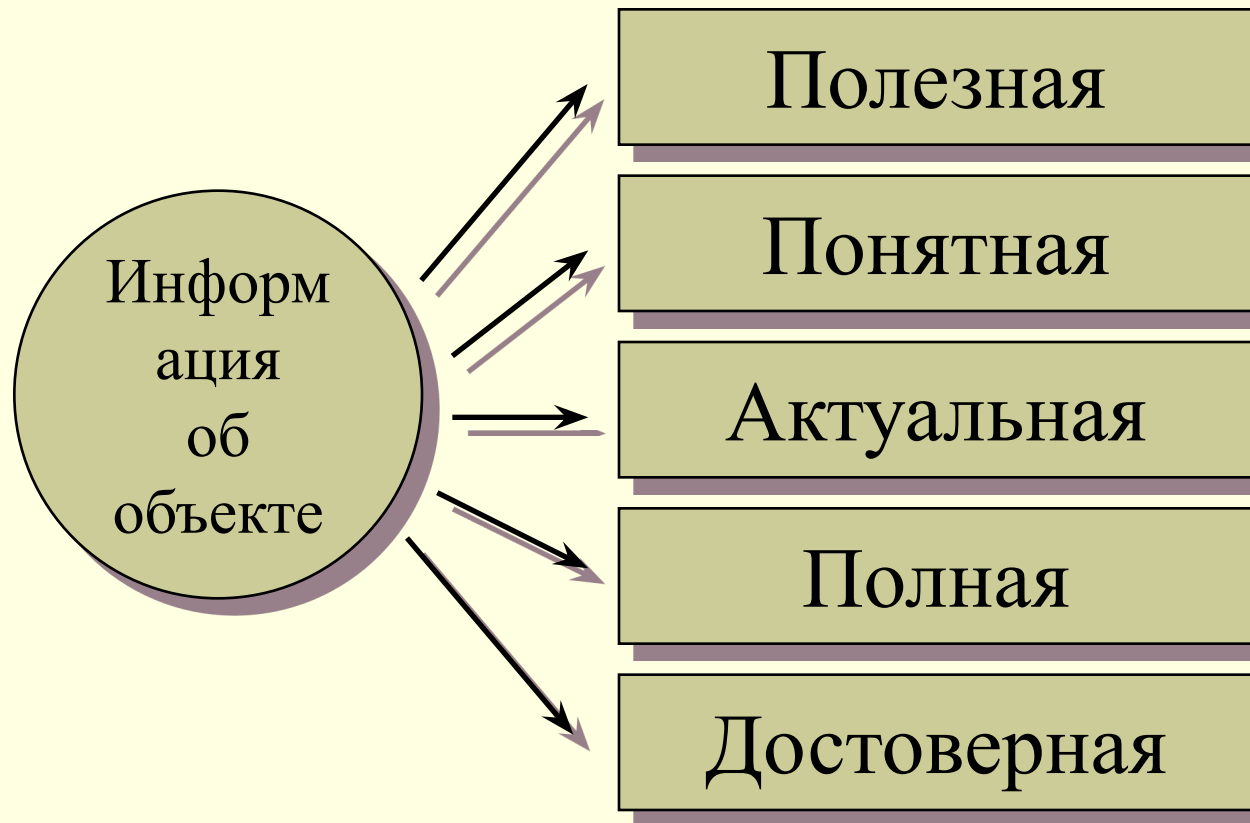 Информ
ация
об
объекте
Полезная
Понятная
Актуальная
Полная
Достоверная